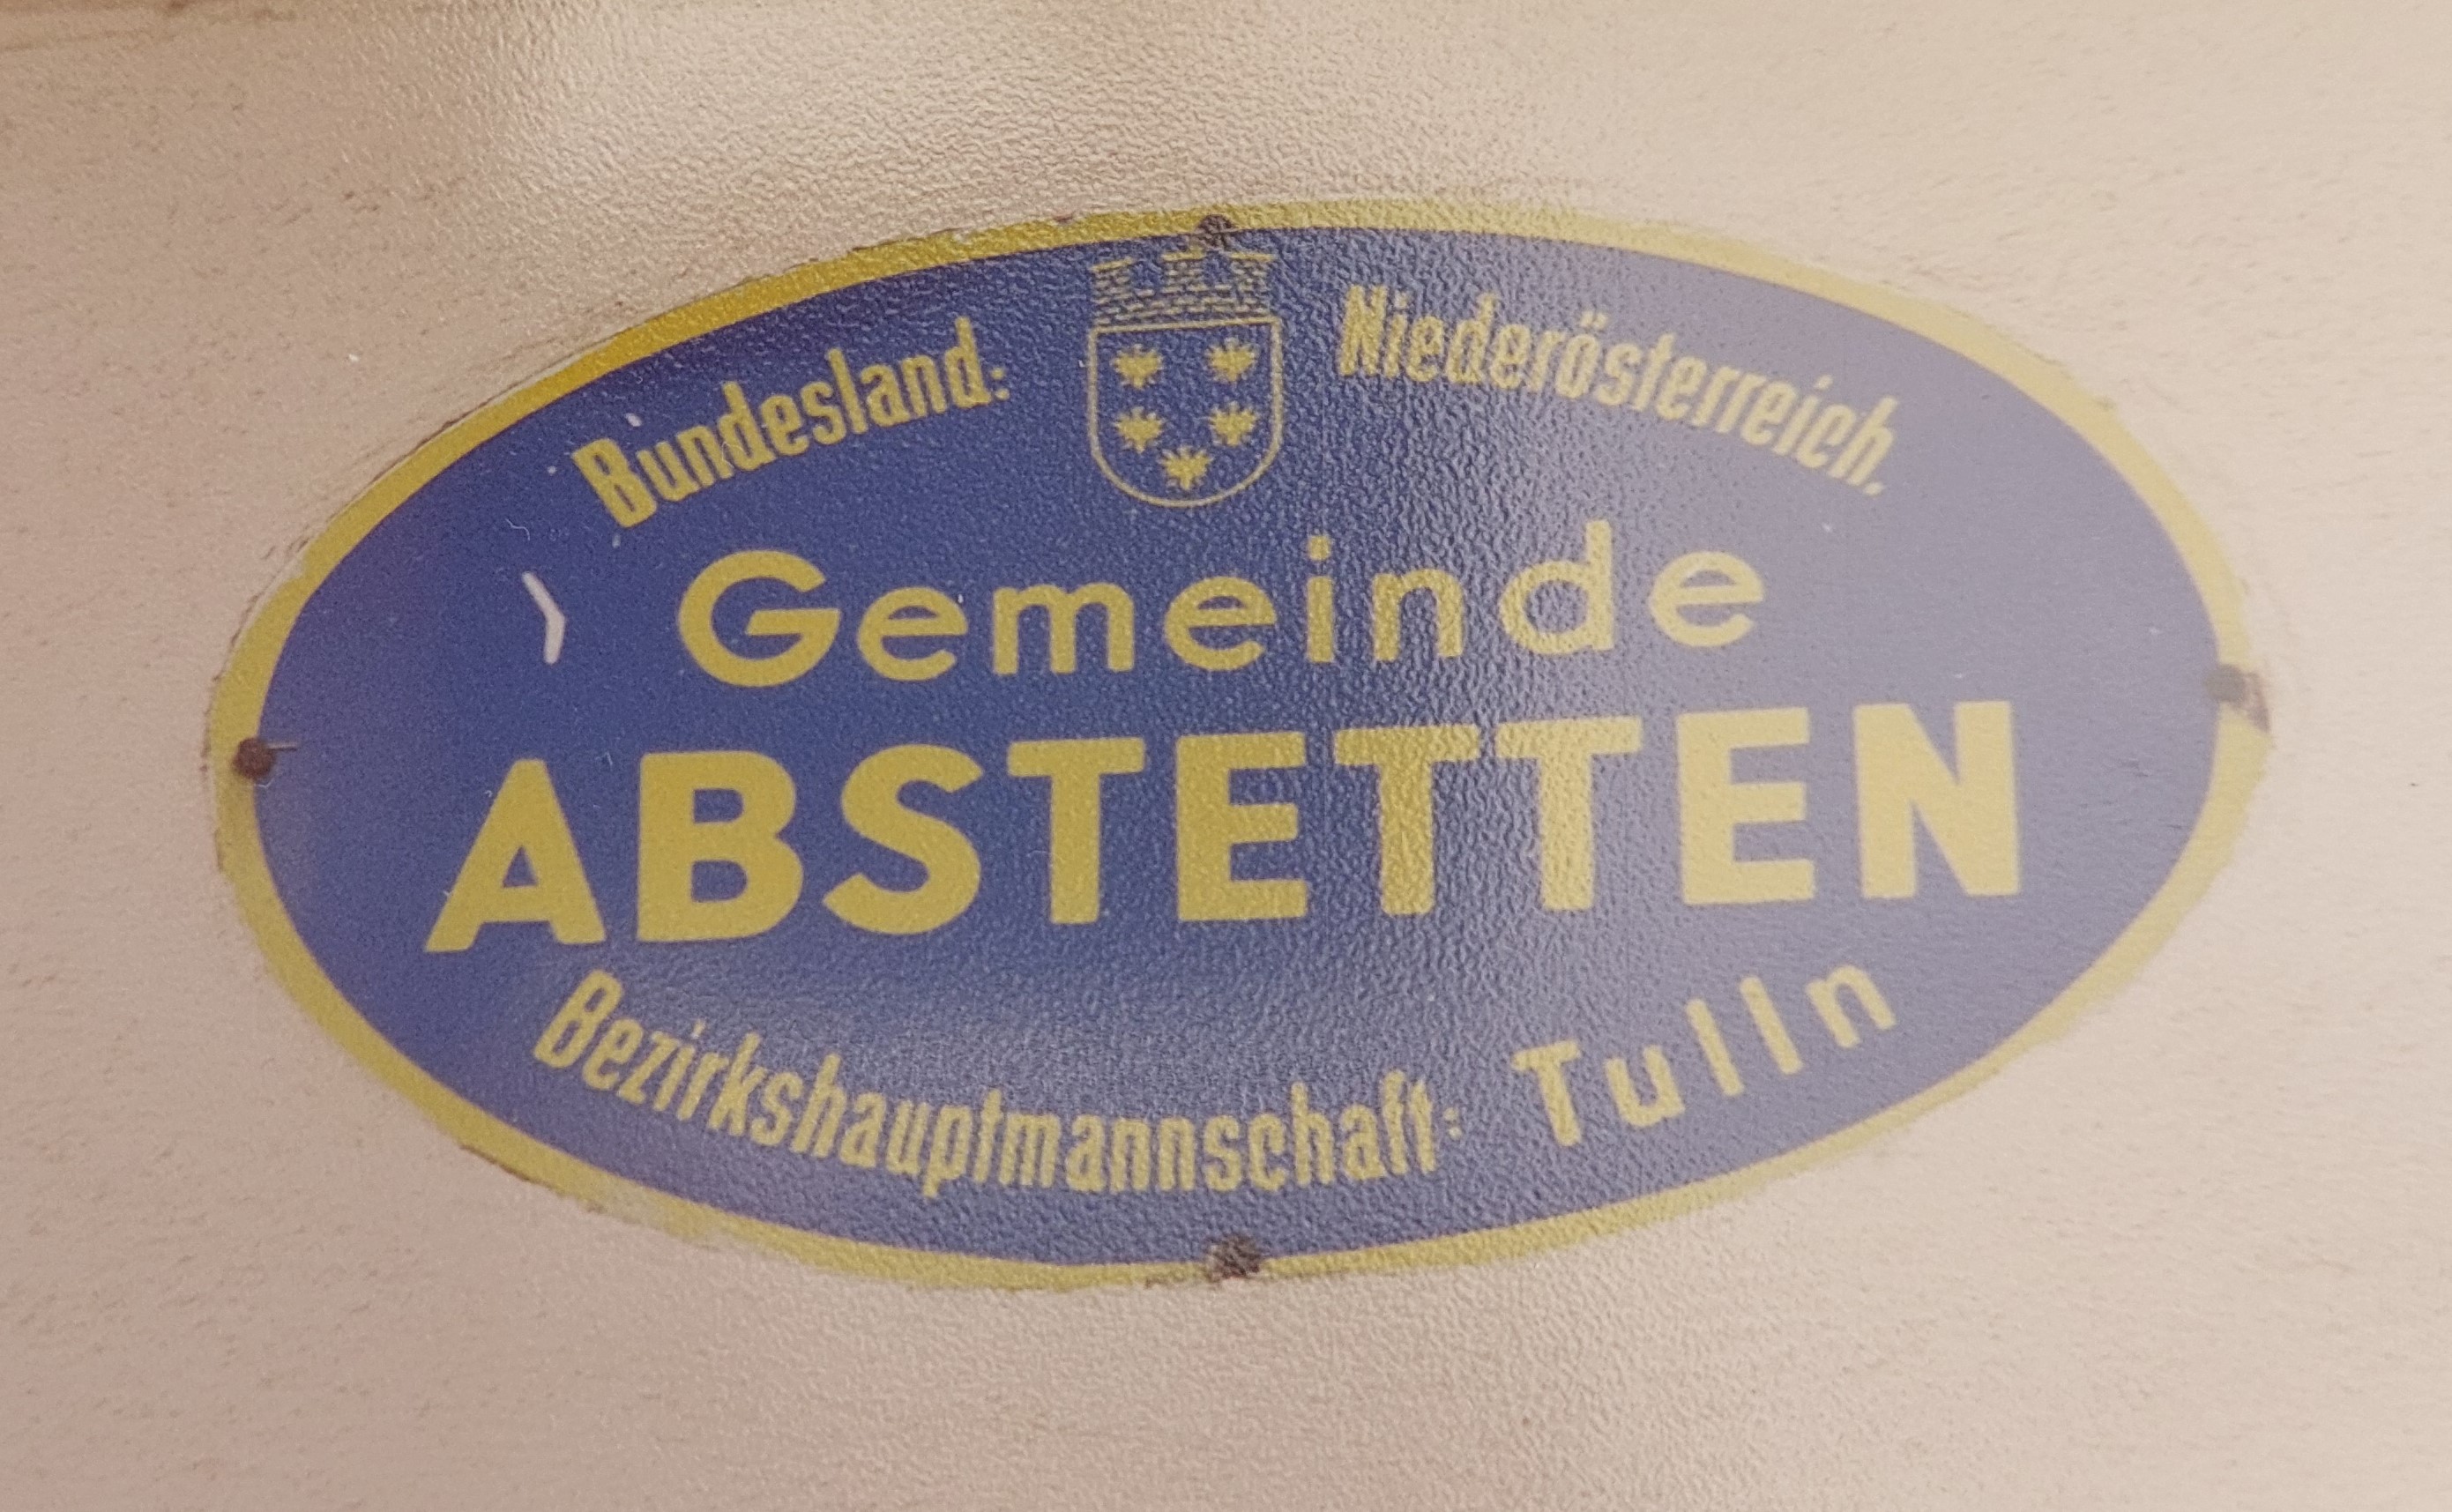 Bundesland: Niederösterreich.
Gemeinde
ABSTETTEN
Bezirkshauptmannschaft: Tulln